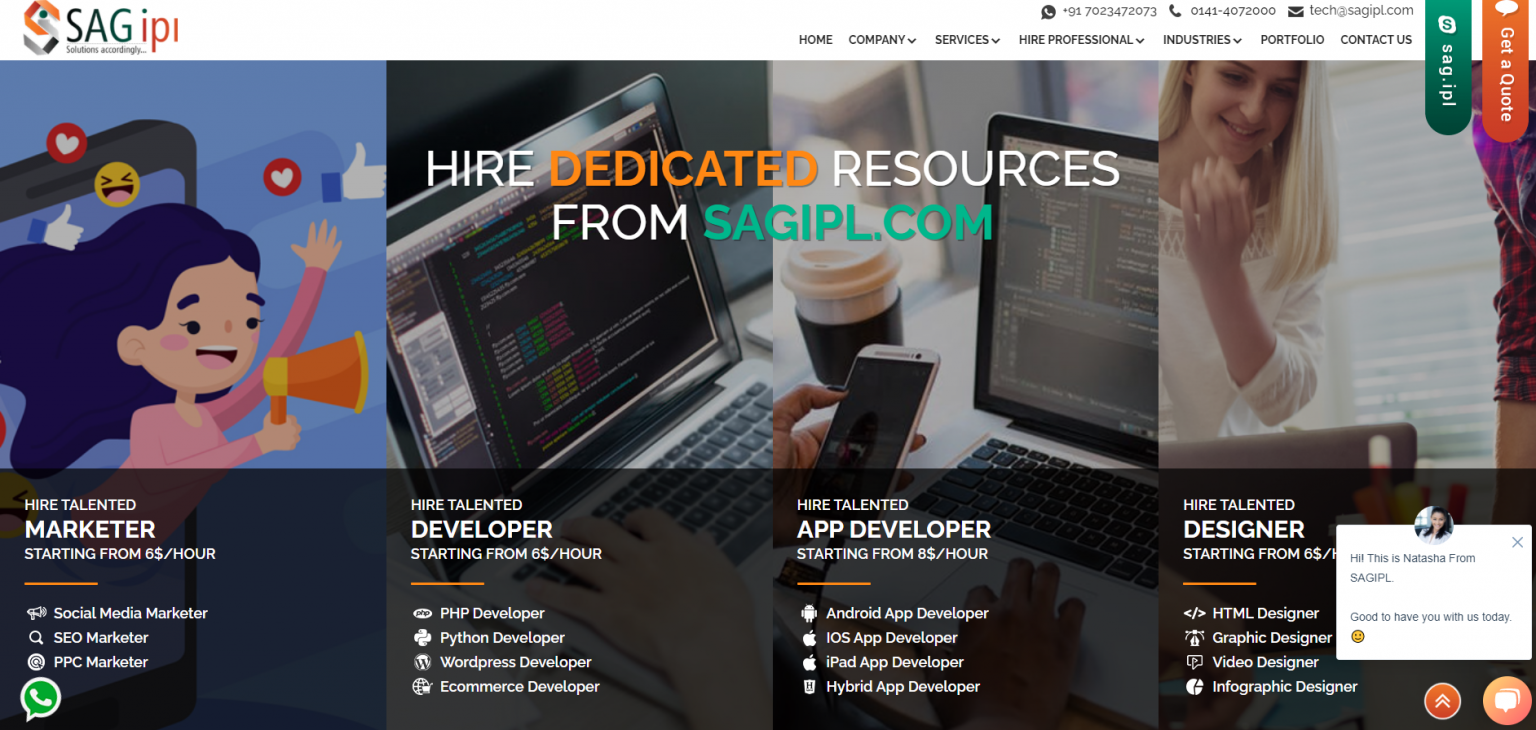 SAG ipl
Solutions accordingly...
+91 7023472073 0141-4072000 tech@sagipl.com
HOME COMPANY SERVICES HIRE PROFESSIONAL INDUSTRIES PORTFOLIO CONTACT US
sag.ipl
Get a Quote
HIRE DEDICATED RESOURCES
FROM SAGIPL.COM
HIRE TALENTED
MARKETER
STARTING FROM 6$/HOUR
Social Media Marketer
SEO Marketer
PPC Marketer
HIRE TALENTED
DEVELOPER
STARTING FROM 6$/HOUR
php PHP Developer
Python Developer
Wordpress Developer
Ecommerce Developer
HIRE TALENTED
APP DEVELOPER
STARTING FROM 8$/HOUR
Android App Developer
IOS App Developer
iPad App Developer
Hybrid App Developer
HIRE TALENTED
DESIGNER
STARTING FROM 6$/H
HTML Designer
Graphic Designer
Video Designer
Infographic Designer
Hi! This is Natasha From
SAGIPL.
Good to have you with us today.